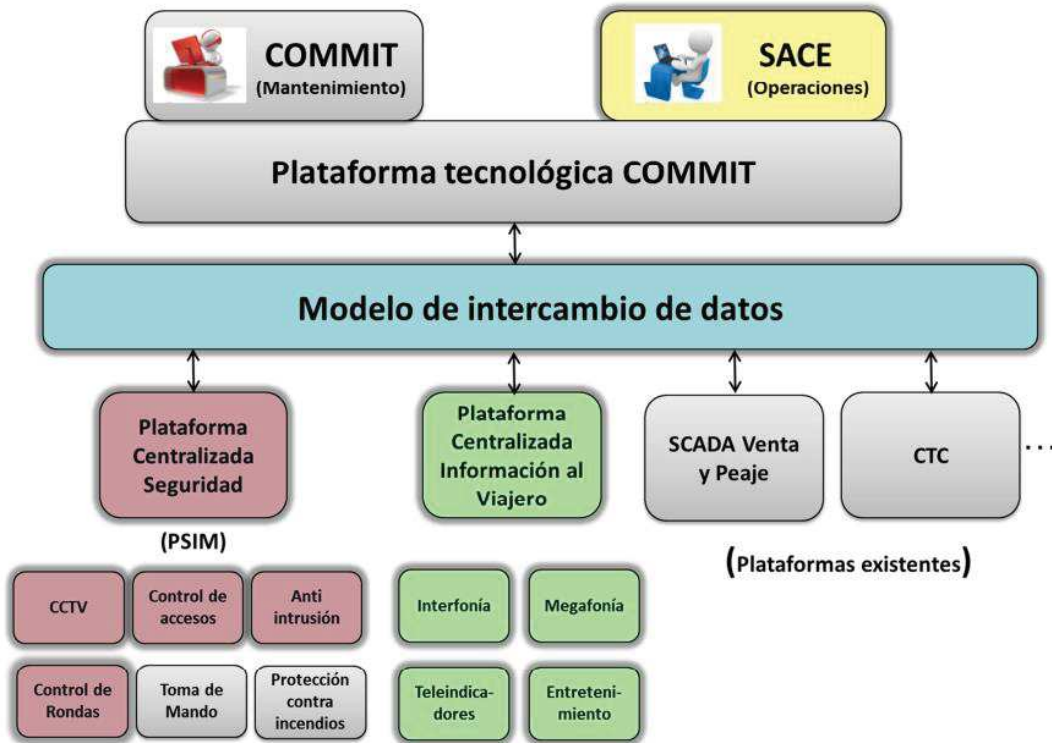 COMMIT
(Mantenimiento)
SACE
(Operaciones)
Plataforma tecnológica COMMIT
Modelo de intercambio de datos
Plataforma
Centralizada
Seguridad
(PSIM)
Plataforma
Centralizada
Información al
Viajero
SCADA Venta
y Peaje
CTC
...
(Plataformas existentes)
CCTV
Control de
accesos
Anti
intrusión
Interfonía
Megafonía
Control de
Rondas
Toma de
Mando
Protección
contra
incendios
Teleindica-
dores
Entreteni-
miento